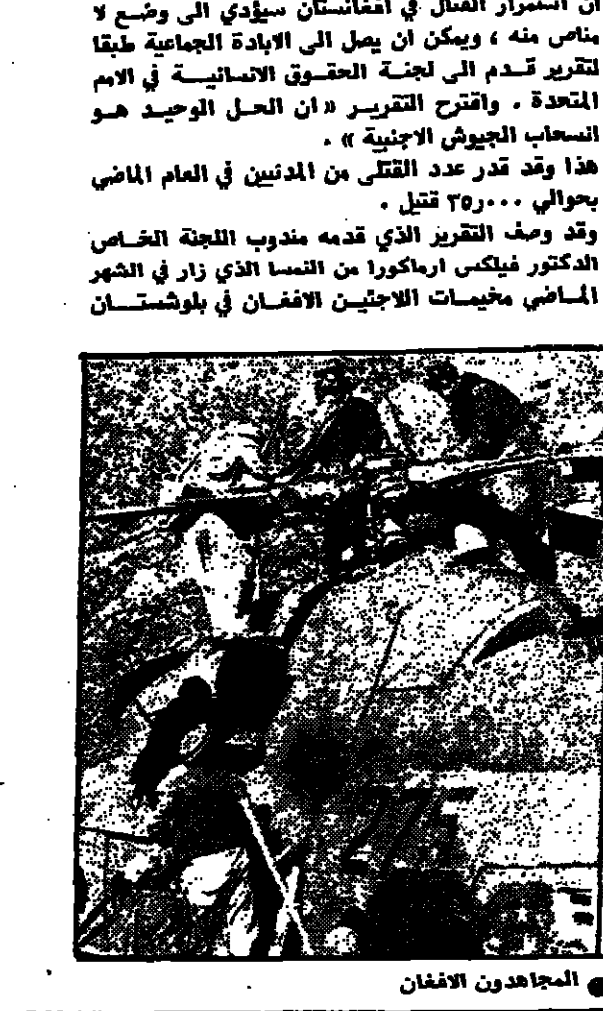 ان استمرار القتال في افغانستان سيؤدي الى وضع لا
مناص منه ، ويمكن ان يصل الى الابادة الجماعية طبقا
لتقرير قدم الى لجنة الحقوق الانسانية في الامم
المتحدة . واقترح التقرير « ان الحل الوحيد هو
انسحاب الجيوش الاجنبية » .
هذا وقد قدر عدد القتلى من المدنيين في العام الماضي
بحوالي ٣٥٫٠٠٠ قتيل .
وقد وصف التقرير الذي قدمه مندوب اللجنة الخاص
الدكتور فيلكس ارماكورا من النمسا الذي زار في الشهر
الماضي مخيمات اللاجئين الافغان في بلوشستان
المجاهدون الافغان